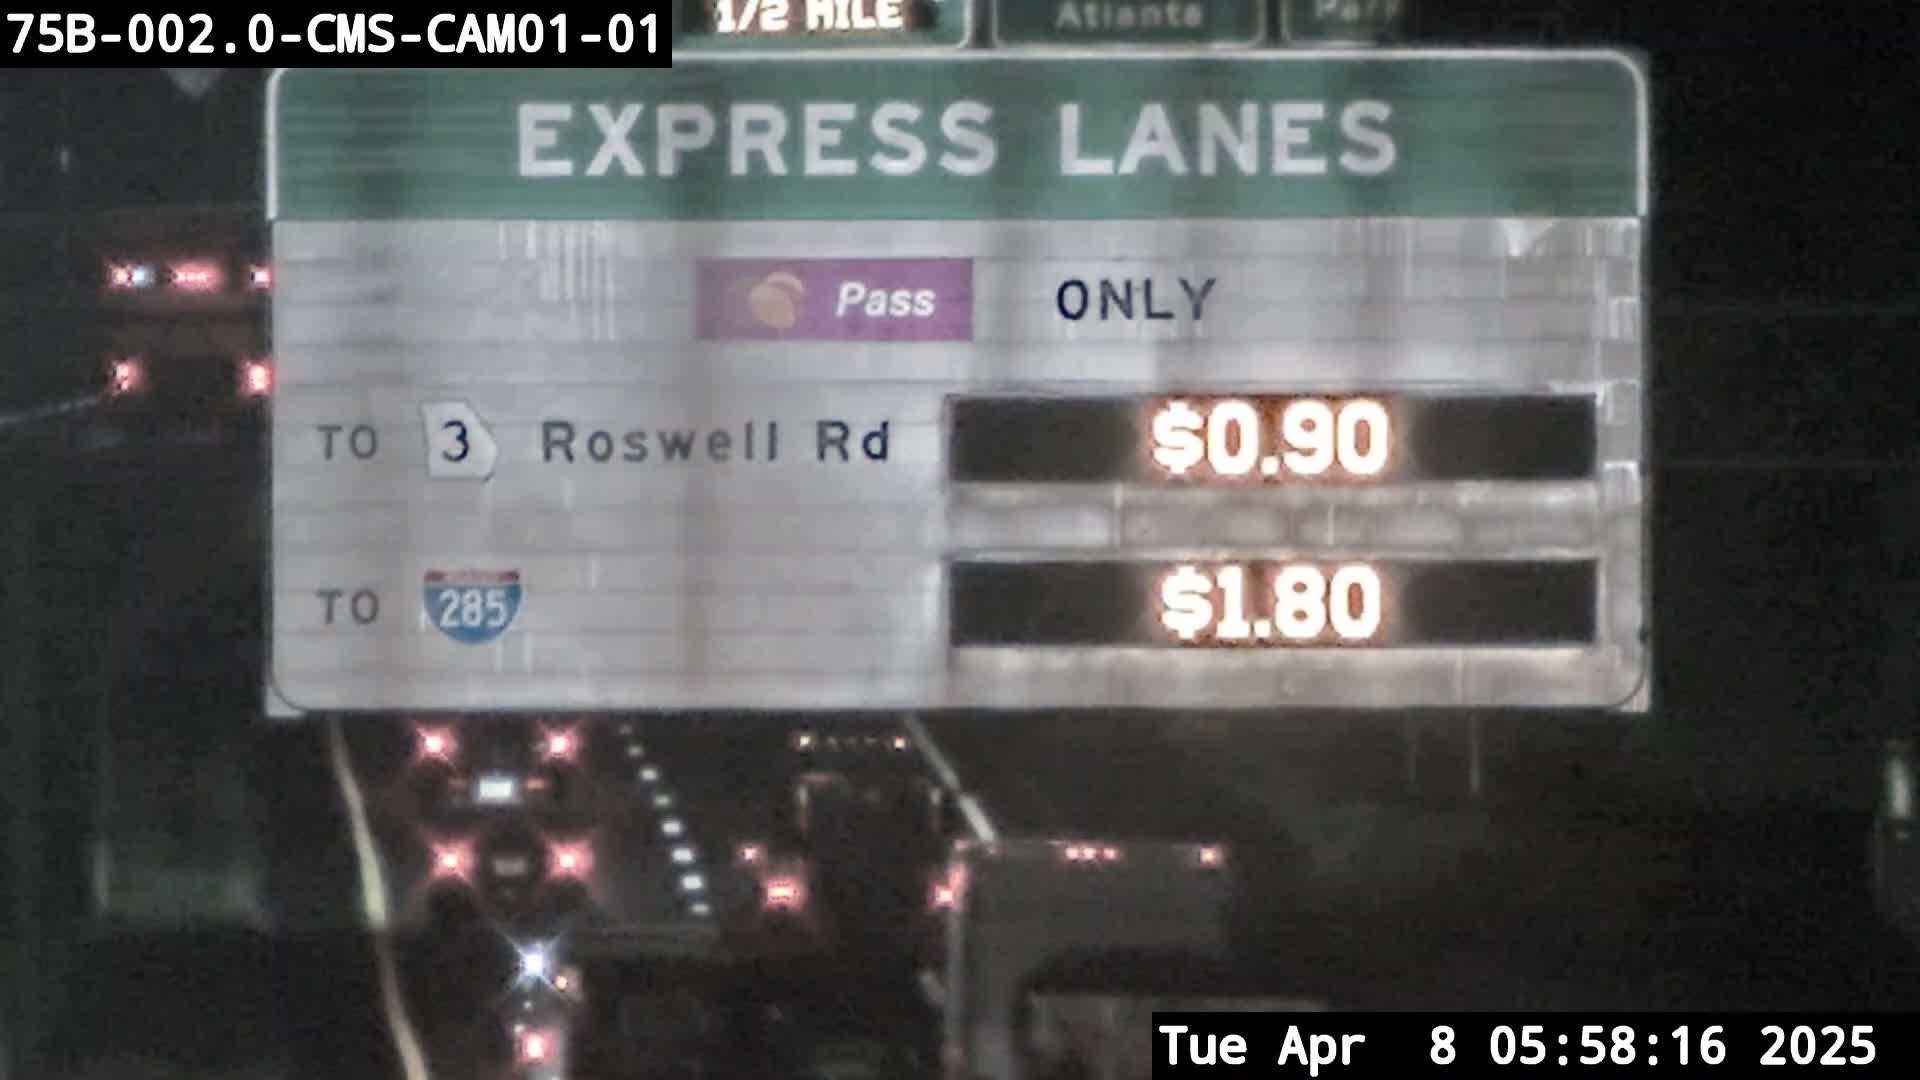 75B-002.0-CMS-CAM01-01
1/2 MILE
Atlanta
EXPRESS LANES
Pass ONLY
TO 3 Roswell Rd $0.90
TO 285 $1.80
Tue Apr 8 05:58:16 2025